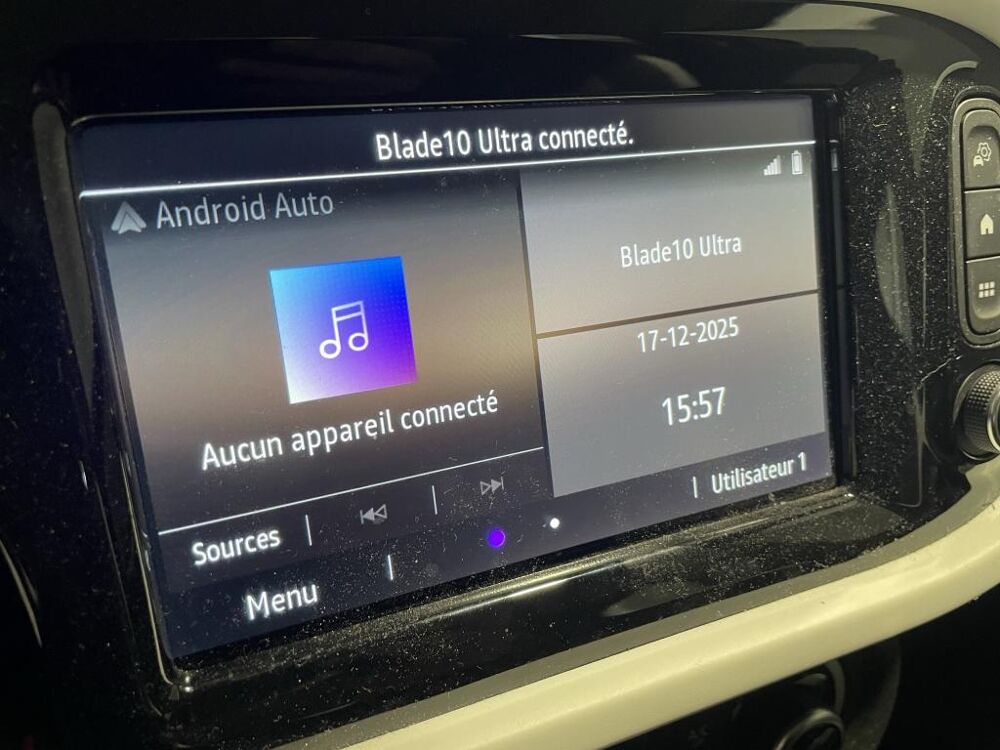 Blade10 Ultra connecté.
Android Auto
Aucun appareil connecté
Blade10 Ultra
17-12-2025
15:57
Sources
Utilisateur 1
Menu